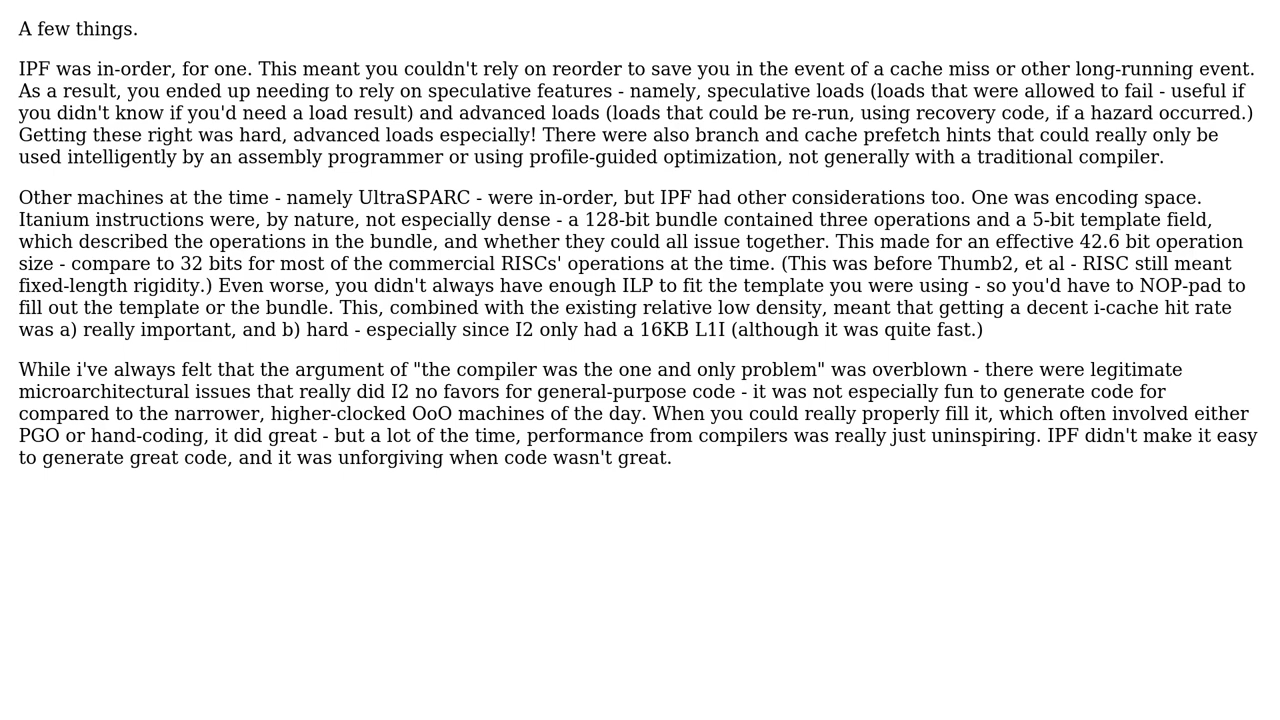 A few things.
IPF was in-order, for one. This meant you couldn't rely on reorder to save you in the event of a cache miss or other long-running event.
As a result, you ended up needing to rely on speculative features - namely, speculative loads (loads that were allowed to fail - useful if
you didn't know if you'd need a load result) and advanced loads (loads that could be re-run, using recovery code, if a hazard occurred.)
Getting these right was hard, advanced loads especially! There were also branch and cache prefetch hints that could really only be
used intelligently by an assembly programmer or using profile-guided optimization, not generally with a traditional compiler.
Other machines at the time - namely UltraSPARC - were in-order, but IPF had other considerations too. One was encoding space.
Itanium instructions were, by nature, not especially dense - a 128-bit bundle contained three operations and a 5-bit template field,
which described the operations in the bundle, and whether they could all issue together. This made for an effective 42.6 bit operation
size - compare to 32 bits for most of the commercial RISCs' operations at the time. (This was before Thumb2, et al - RISC still meant
fixed-length rigidity.) Even worse, you didn't always have enough ILP to fit the template you were using - so you'd have to NOP-pad to
fill out the template or the bundle. This, combined with the existing relative low density, meant that getting a decent i-cache hit rate
was a) really important, and b) hard - especially since I2 only had a 16KB L1I (although it was quite fast.)
While i've always felt that the argument of "the compiler was the one and only problem" was overblown - there were legitimate
microarchitectural issues that really did I2 no favors for general-purpose code - it was not especially fun to generate code for
compared to the narrower, higher-clocked OoO machines of the day. When you could really properly fill it, which often involved either
PGO or hand-coding, it did great - but a lot of the time, performance from compilers was really just uninspiring. IPF didn't make it easy
to generate great code, and it was unforgiving when code wasn't great.